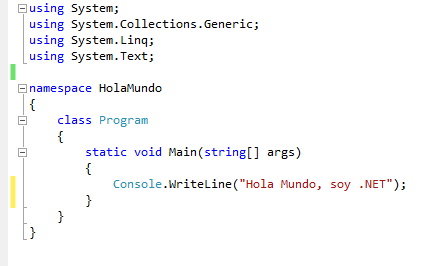 using System;
using System.Collections.Generic;
using System.Linq;
using System.Text;

namespace HolaMundo
{
    class Program
    {
        static void Main(string[] args)
        {
            Console.WriteLine("Hola Mundo, soy .NET");
        }
    }
}